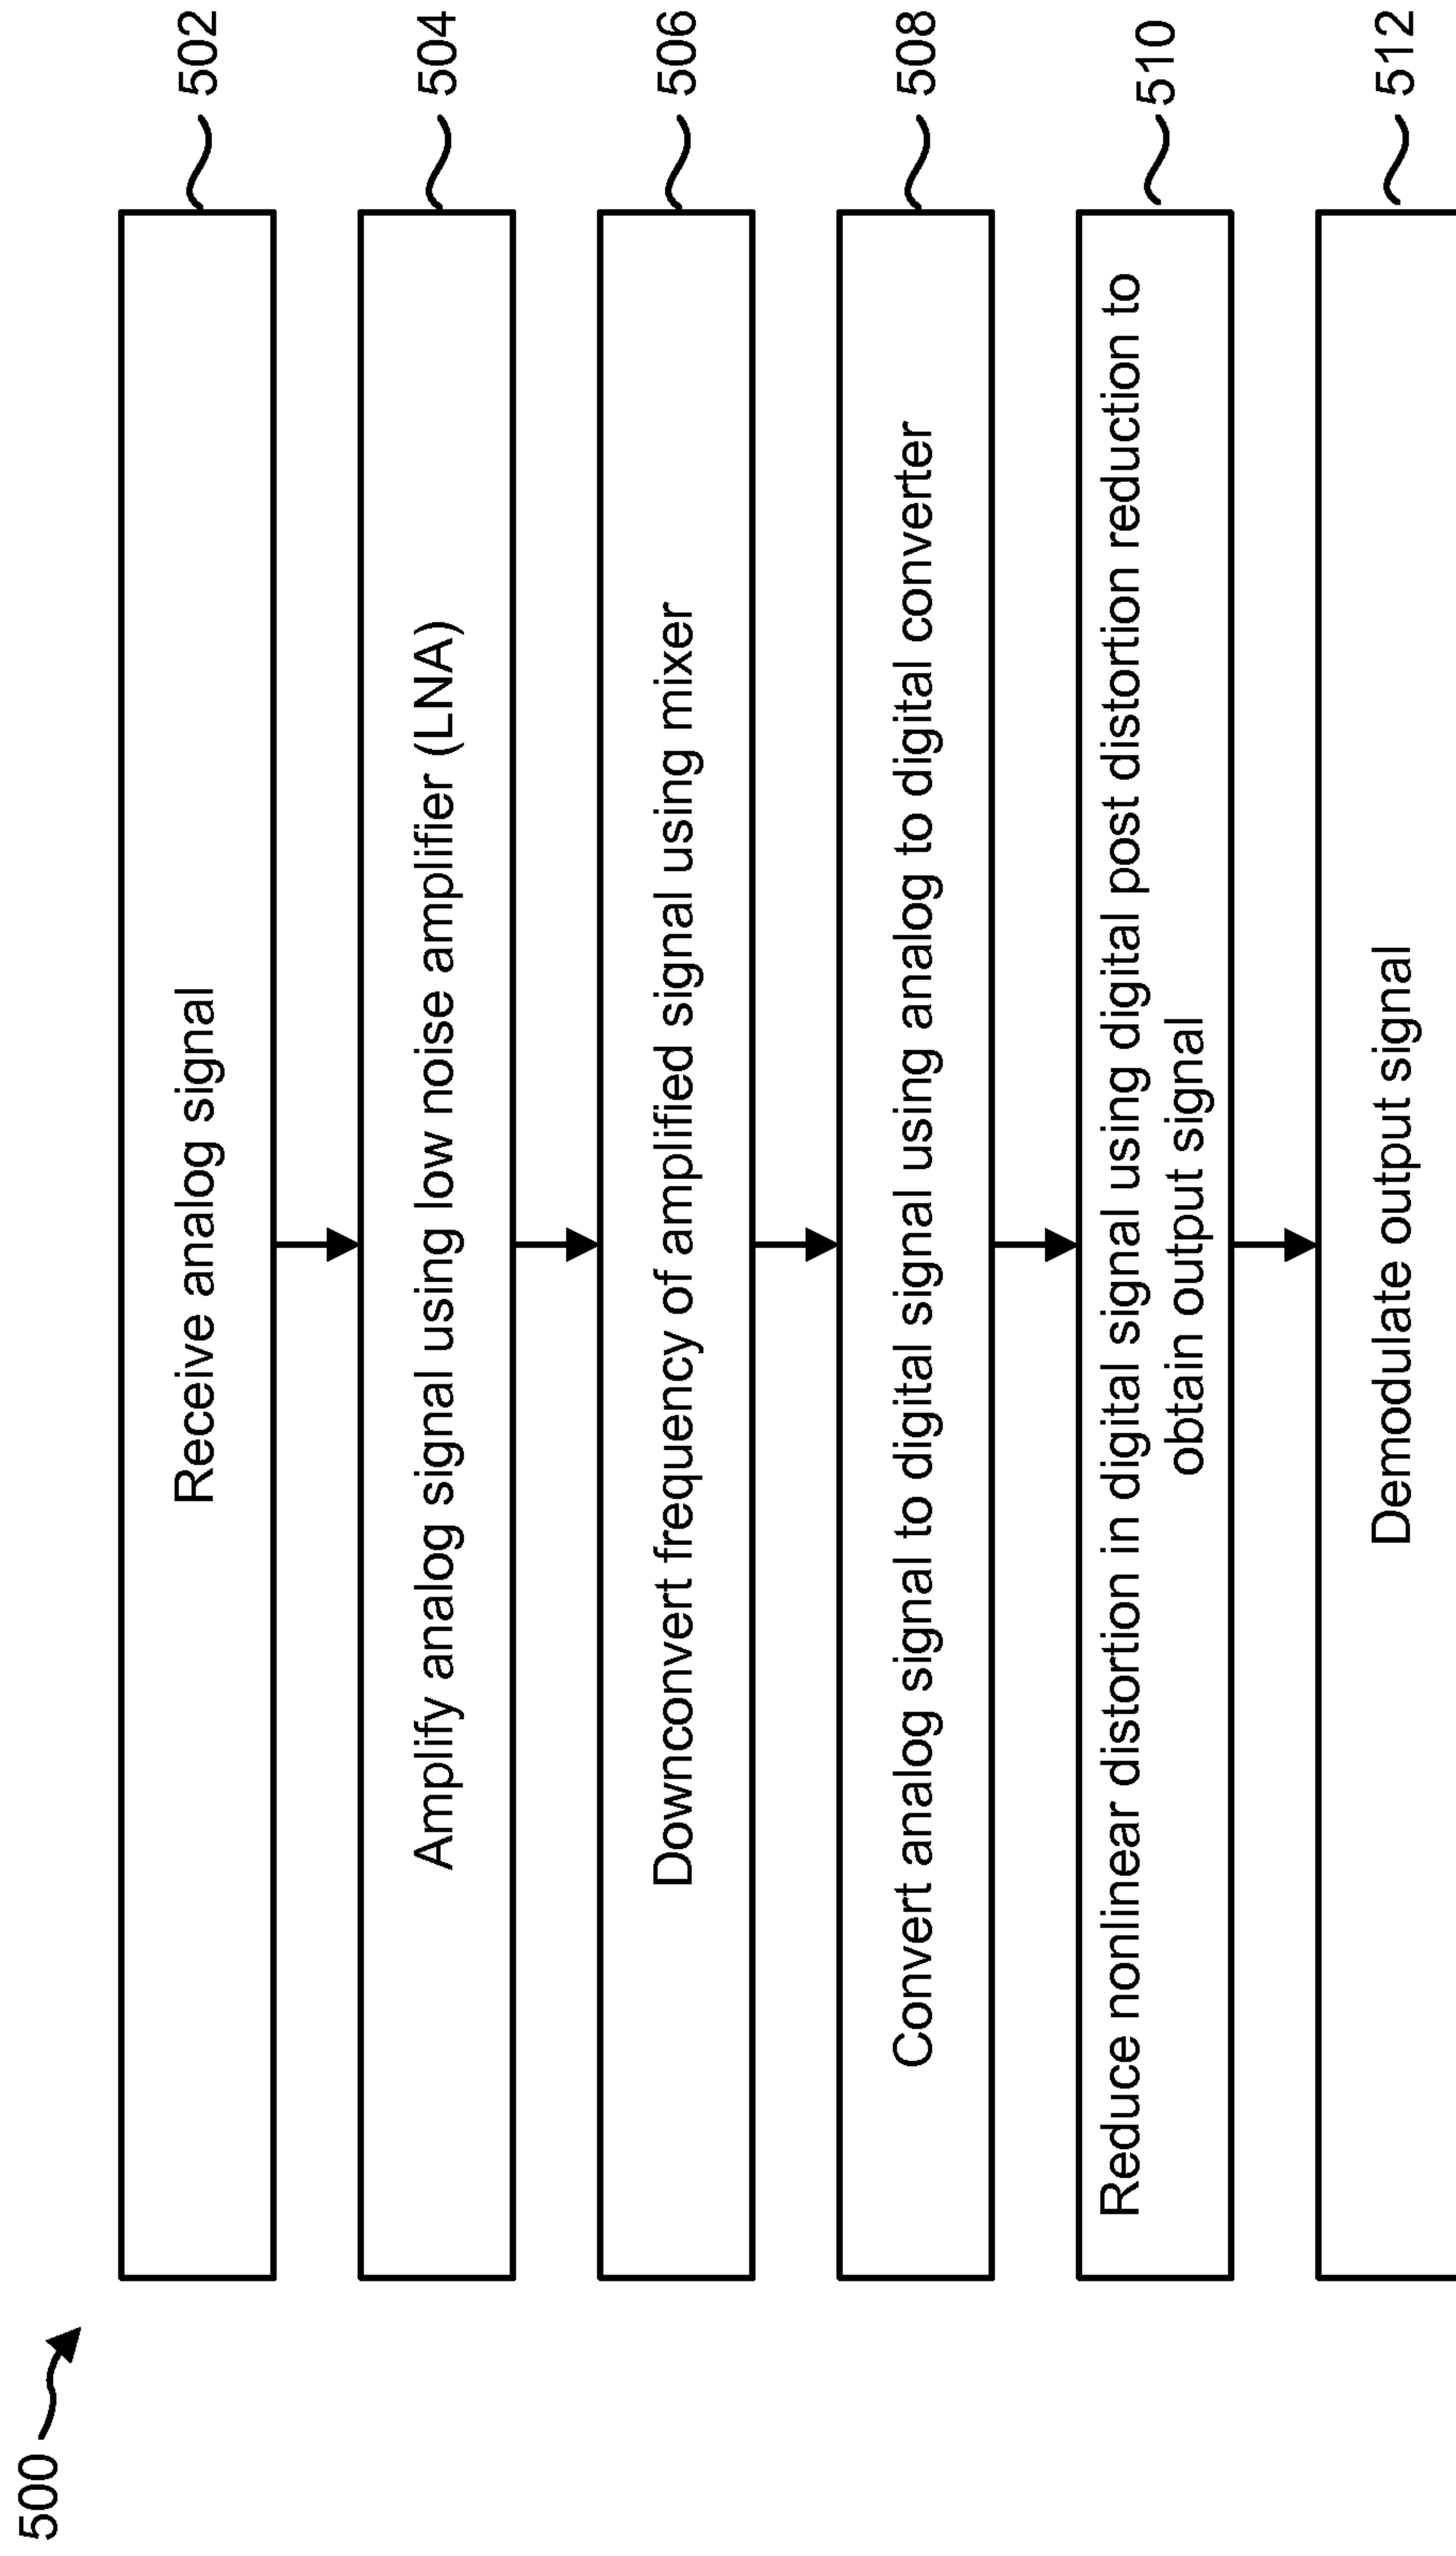 500
Receive analog signal
502
Amplify analog signal using low noise amplifier (LNA)
504
Downconvert frequency of amplified signal using mixer
506
Convert analog signal to digital signal using analog to digital converter
508
Reduce nonlinear distortion in digital signal using digital post distortion reduction to
obtain output signal
510
Demodulate output signal
512